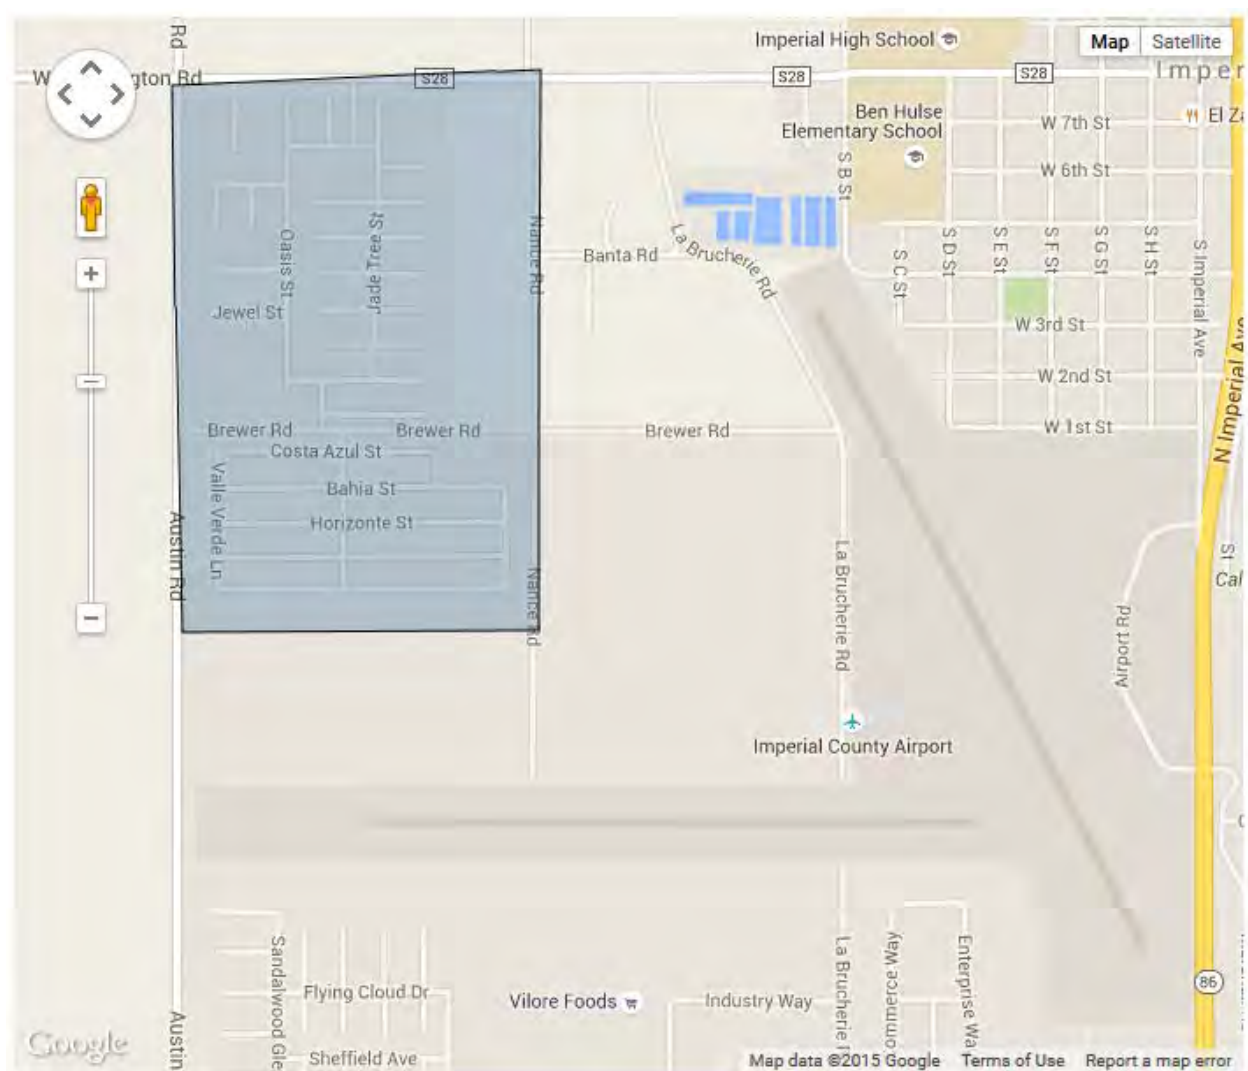 Rd
Imperial High School
Map
Satellite
W
gton Rd
S28
S28
S28
Imper
Ben Hulse
Elementary School
W 7th St
El Za
W 6th St
S B St
Oasis St
Jade Tree St
Nance Rd
Banta Rd
La Brucherie Rd
S C St
S D St
S E St
S F St
S G St
S H St
S Imperial Ave
Jewel St
W 3rd St
W 2nd St
N Imperial Ave
Brewer Rd
Brewer Rd
Brewer Rd
W 1st St
Costa Azul St
Valle Verde Ln
Bahia St
Horizonte St
Austin Rd
Nance Rd
La Brucherie Rd
St
Cal
Airport Rd
Imperial County Airport
Sandalwood Gle
Flying Cloud Dr
Vilore Foods
Industry Way
La Brucherie
Commerce Way
Enterprise Wa
86
Austin
Google
Sheffield Ave
Map data ©2015 Google
Terms of Use
Report a map error